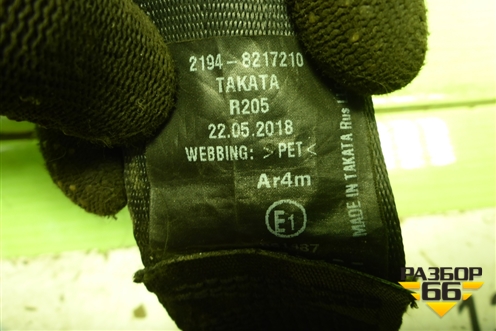 2194-8217210
TAKATA
R205
22.05.2018
WEBBING: >PET<
Ar4m
E1
MADE IN TAKATA Rus
РАЗБОР
66